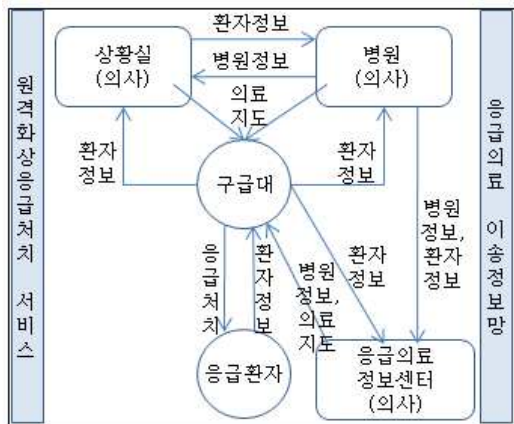 원격화상응급처치 서비스
환자정보
상황실
(의사)
병원정보
병원
(의사)
의료
지도
환자
정보
구급대
환자
정보
응급처치
환자정보
병원
정보,
의료
지도
환자
정보
병원
정보,
환자
정보
응급환자
응급의료
정보센터
(의사)
응급의료 이송정보망